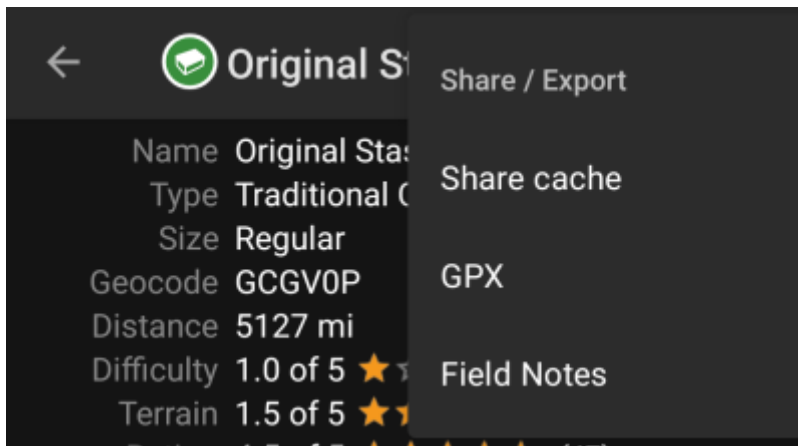 Original St
Name Original Stas
Type Traditional
Size Regular
Geocode GCGV0P
Distance 5127 mi
Difficulty 1.0 of 5
Terrain 1.5 of 5
Share / Export
Share cache
GPX
Field Notes